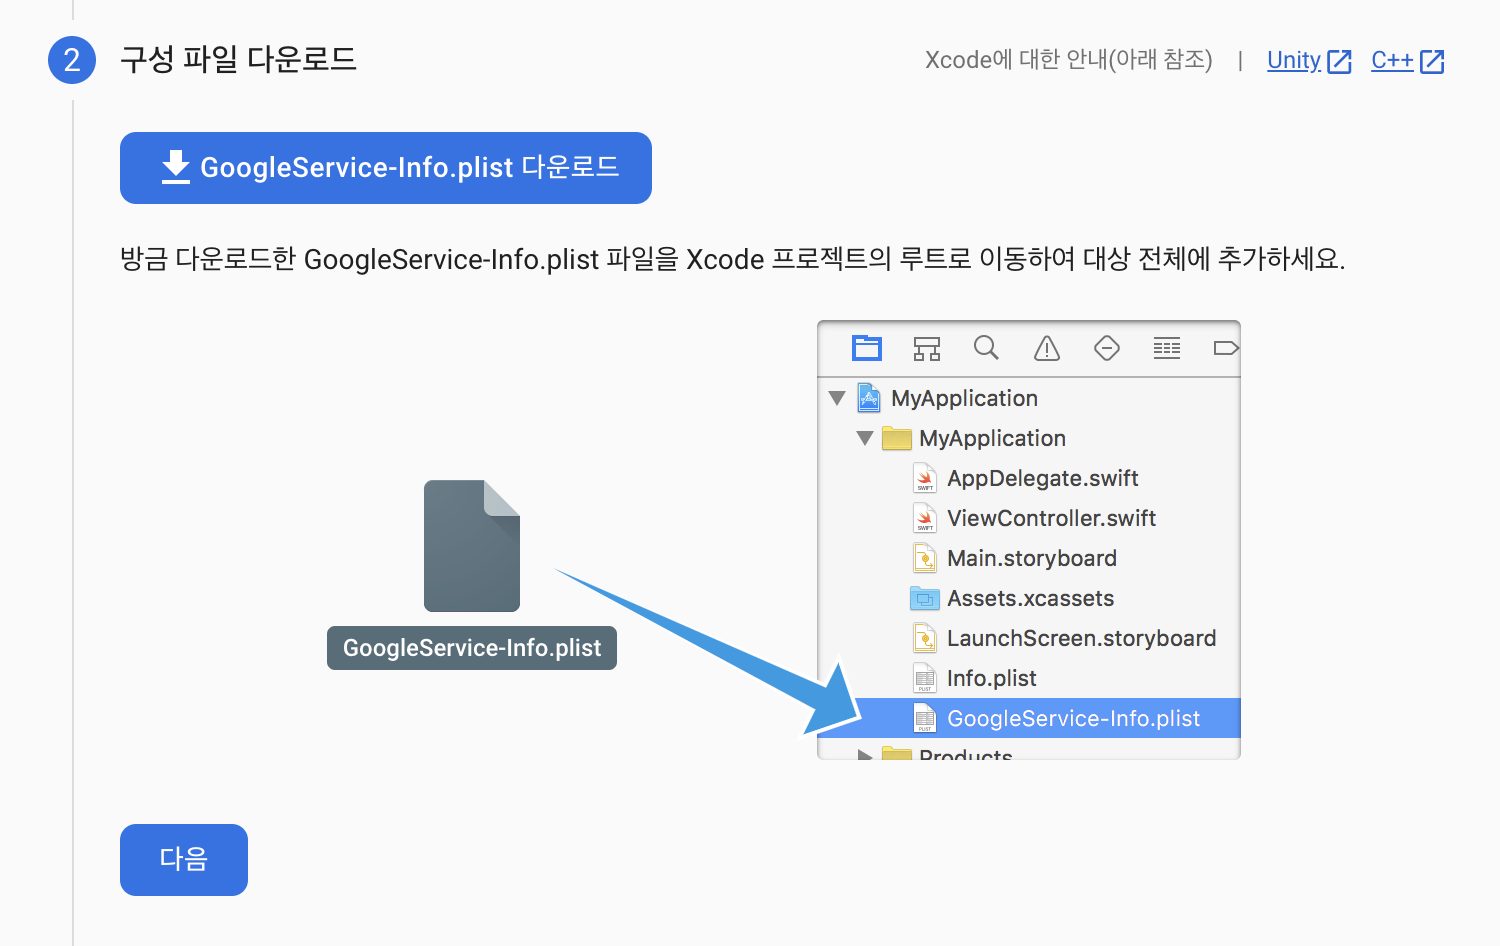 2 구성 파일 다운로드
Xcode에 대한 안내(아래 참조) | Unity C++
GoogleService-Info.plist 다운로드
방금 다운로드한 GoogleService-Info.plist 파일을 Xcode 프로젝트의 루트로 이동하여 대상 전체에 추가하세요.
GoogleService-Info.plist
MyApplication
MyApplication
AppDelegate.swift
ViewController.swift
Main.storyboard
Assets.xcassets
LaunchScreen.storyboard
Info.plist
GoogleService-Info.plist
Products
다음